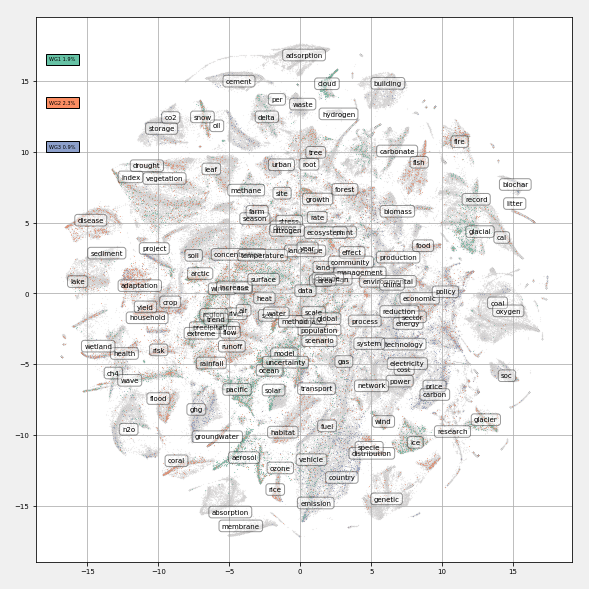 adsorption
WG1 1.9%
cement
cloud
building
WG2 2.3%
per
waste
co2
snow
delta
hydrogen
storage
oil
WG3 0.9%
tree
carbonate
fire
drought
leaf
urban
root
fish
index
vegetation
biochar
methane
site
forest
growth
record
litter
farm
season
rate
biomass
disease
nitrogen
ecosystem
glacial
cal
sediment
project
soil
temperature
year
effect
food
production
community
arctic
land
management
lake
adaptation
surface
area
china
increase
data
policy
heat
economic
yield
crop
coal
household
region
air
water
scale
reduction
oxygen
trend
method
global
process
sector
energy
precipitation
extreme
flow
population
scenario
wetland
health
risk
runoff
model
system
technology
rainfall
uncertainty
gas
electricity
ocean
cost
ch4
wave
pacific
solar
transport
network
power
price
soc
carbon
flood
ghg
n2o
groundwater
habitat
fuel
wind
research
glacier
ice
specie
distribution
coral
aerosol
ozone
vehicle
rice
country
emission
genetic
absorption
membrane
15
10
5
0
−5
−10
−15
−15
−10
−5
0
5
10
15